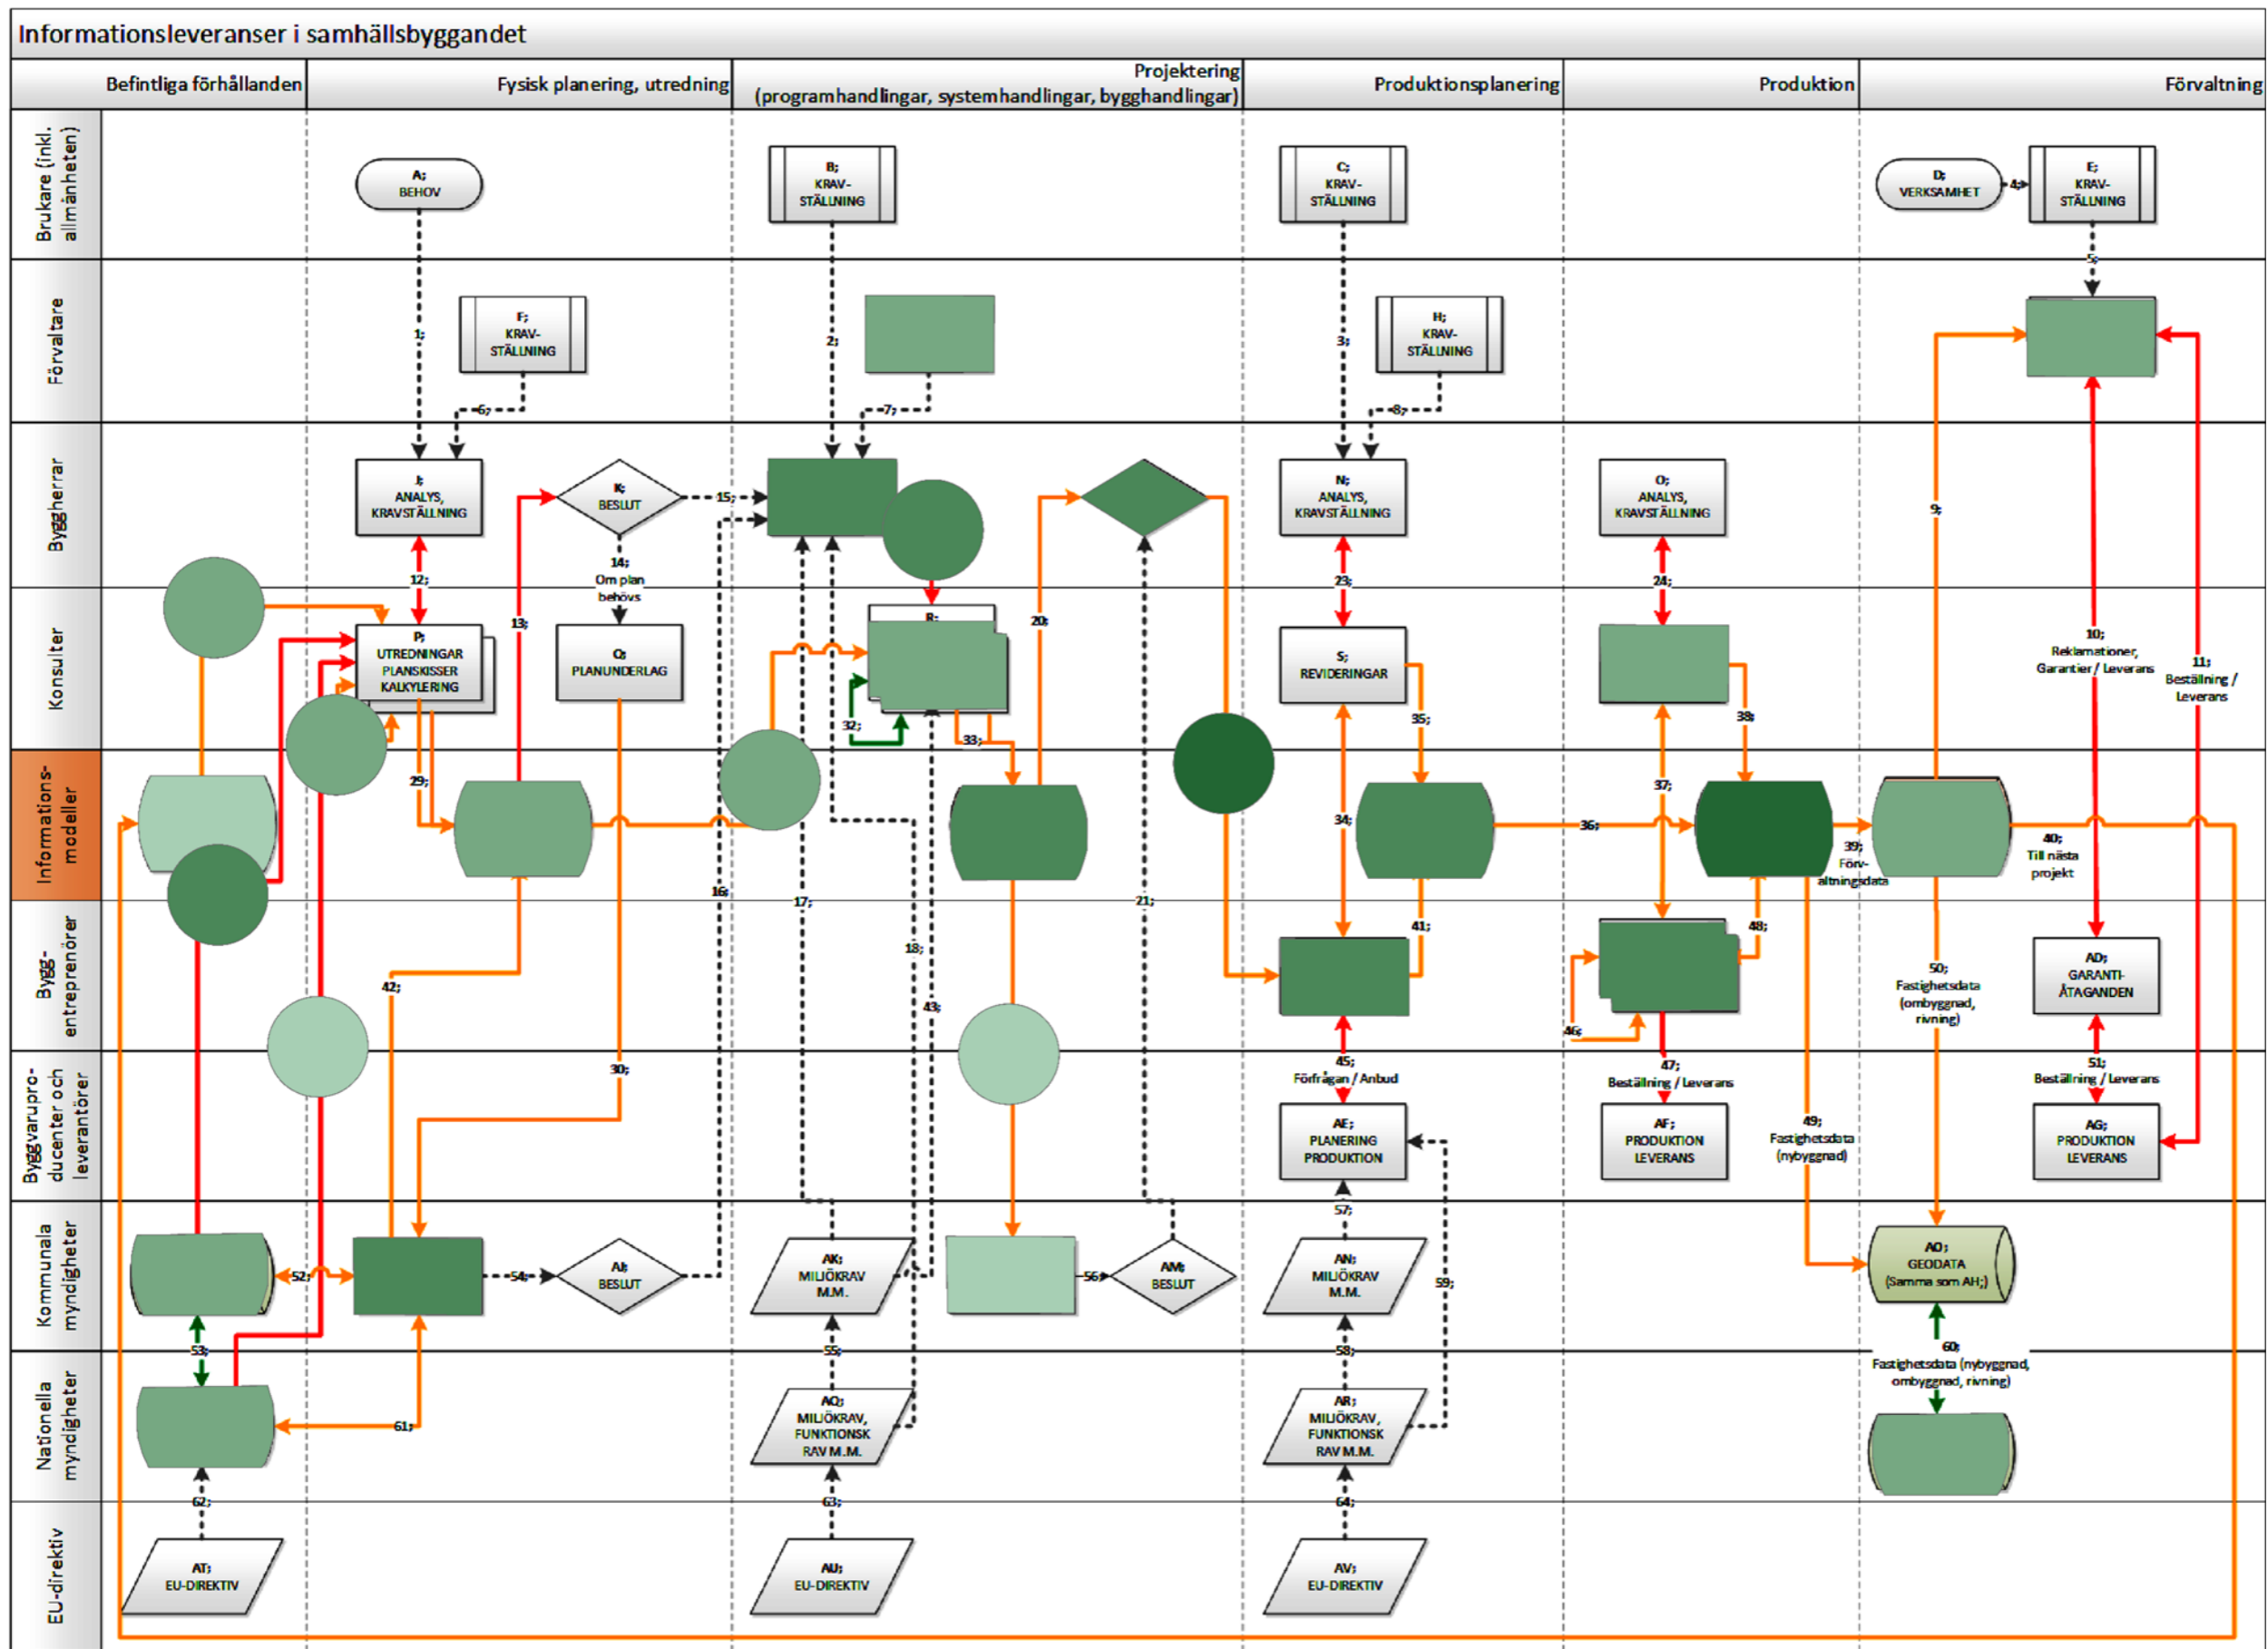 Informationsleveranser i samhällsbyggandet
Befintliga förhållanden
Fysisk planering, utredning
Projektering
(programhandlingar, systemhandlingar, bygghandlingar)
Produktionsplanering
Produktion
Förvaltning
Brukare (inkl.
allmänheten)
A;
BEHOV
B;
KRAV-
STÄLLNING
C;
KRAV-
STÄLLNING
D;
VERKSAMHET
4;
E;
KRAV-
STÄLLNING
5;
Förvaltare
1;
F;
KRAV-
STÄLLNING
6;
2;
7;
3;
H;
KRAV-
STÄLLNING
8;
Byggherrar
J;
ANALYS,
KRAVSTÄLLNING
K;
BESLUT
15;
N;
ANALYS,
KRAVSTÄLLNING
O;
ANALYS,
KRAVSTÄLLNING
9;
12;
14;
Om plan
behövs
23;
24;
Konsulter
P;
UTREDNINGAR
PLANSKISSER
KALKYLERING
13;
Q;
PLANUNDERLAG
R;
20;
32;
33;
S;
REVIDERINGAR
35;
38;
10;
Reklamationer,
Garantier / Leverans
11;
Beställning /
Leverans
Informations-
modeller
29;
16;
17;
21;
34;
36;
37;
39;
Förv-
altningsdata
40;
Till nästa
projekt
Bygg-
entreprenörer
42;
18;
43;
41;
46;
48;
50;
Fastighetsdata
(ombyggnad,
rivning)
AD;
GARANTI-
ÅTAGANDEN
Byggvarupro-
ducenter och
leverantörer
30;
45;
Förfrågan / Anbud
AE;
PLANERING
PRODUKTION
47;
Beställning / Leverans
AF;
PRODUKTION
LEVERANS
49;
Fastighetsdata
(nybyggnad)
51;
Beställning / Leverans
AG;
PRODUKTION
LEVERANS
Kommunala
myndigheter
52;
54;
AJ;
BESLUT
AK;
MILJÖKRAV
M.M.
56;
AM;
BESLUT
57;
AN;
MILJÖKRAV
M.M.
59;
AO;
GEODATA
(Samma som AH;)
Nationella
myndigheter
53;
61;
55;
AQ;
MILJÖKRAV,
FUNKTIONSK
RAV M.M.
58;
AR;
MILJÖKRAV,
FUNKTIONSK
RAV M.M.
60;
Fastighetsdata (nybyggnad,
ombyggnad, rivning)
EU-direktiv
62;
AT;
EU-DIREKTIV
63;
AU;
EU-DIREKTIV
64;
AV;
EU-DIREKTIV